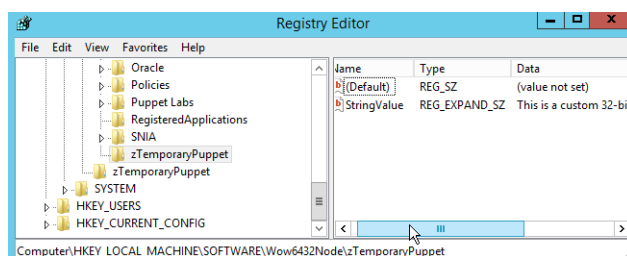 Registry Editor
File Edit View Favorites Help
Oracle
Policies
Puppet Labs
RegisteredApplications
SNIA
zTemporaryPuppet
zTemporaryPuppet
SYSTEM
HKEY_USERS
HKEY_CURRENT_CONFIG
Name Type Data
(Default) REG_SZ (value not set)
StringValue REG_EXPAND_SZ This is a custom 32-bi
Computer\HKEY_LOCAL_MACHINE\SOFTWARE\Wow6432Node\zTemporaryPuppet